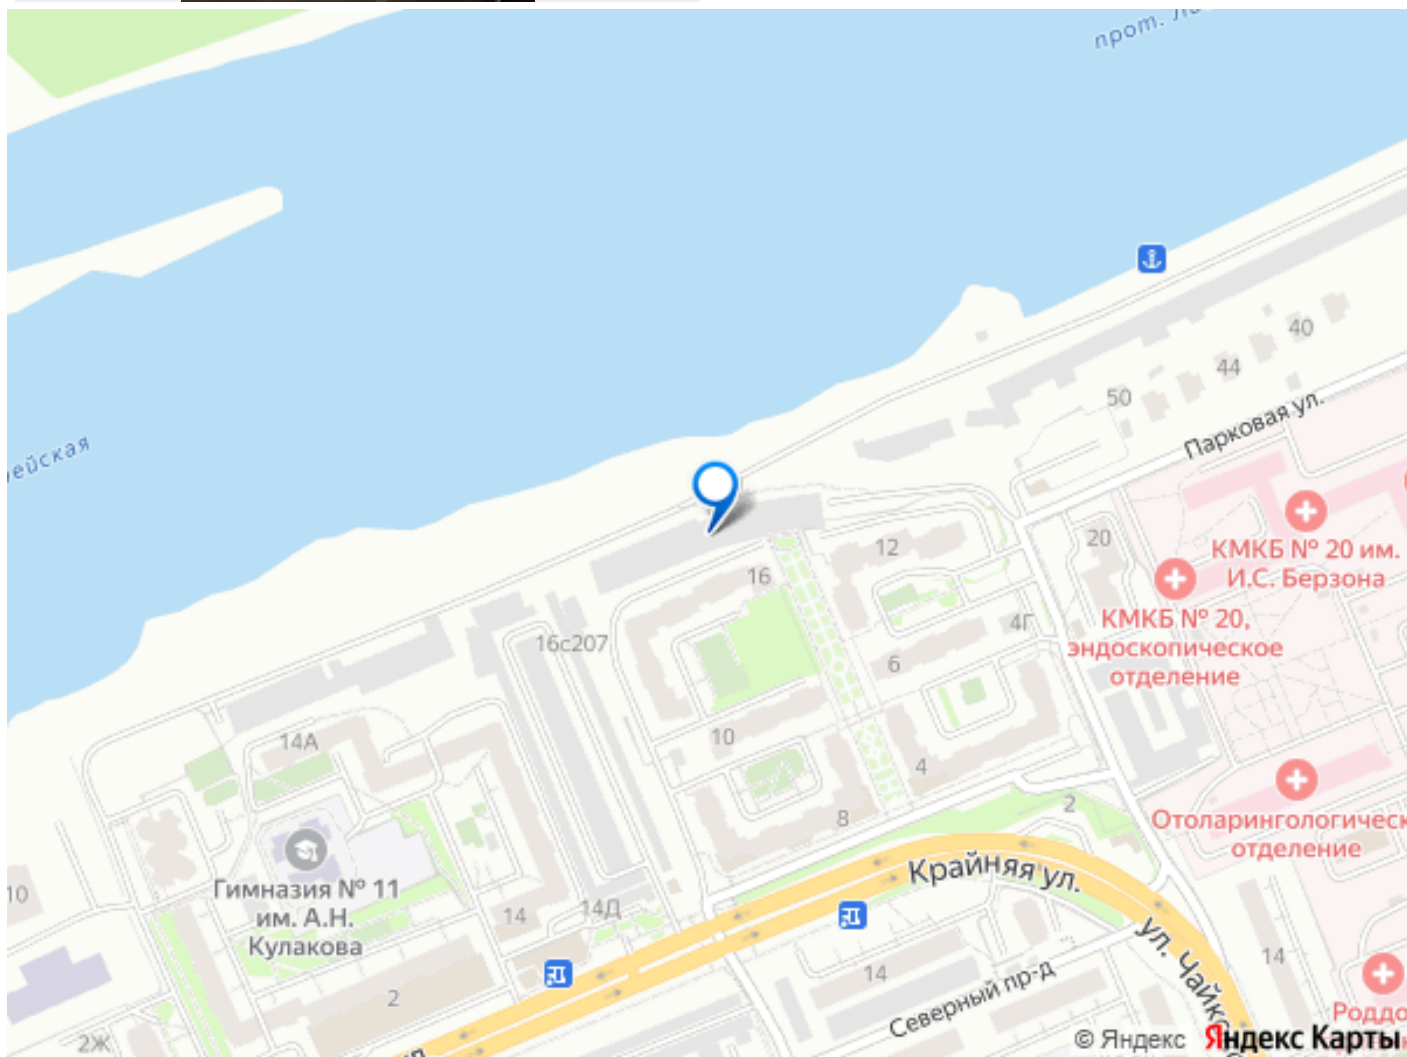 прот.
40
44
50
Парковая ул.
ейская
20
12
16
КМКБ № 20 им.
И.С. Берзона
КМКБ № 20,
эндоскопическое
отделение
4Г
16с207
6
10
14А
4
2
8
Отоларингологическ
отделение
Крайняя ул.
Гимназия № 11
им. А.Н.
Кулакова
10
14
14Д
ул. Чайко
14
14
Северный пр-д
2
2Ж
Роддо
© Яндекс Яндекс Карты